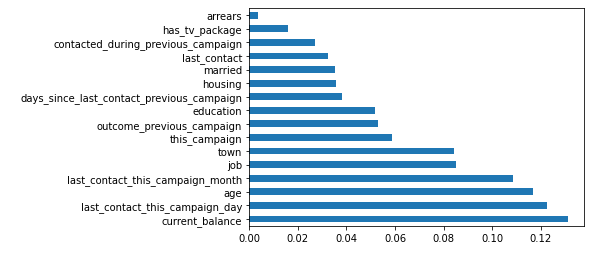 arrears
has_tv_package
contacted_during_previous_campaign
last_contact
married
housing
days_since_last_contact_previous_campaign
education
outcome_previous_campaign
this_campaign
town
job
last_contact_this_campaign_month
age
last_contact_this_campaign_day
current_balance
0.00 0.02 0.04 0.06 0.08 0.10 0.12